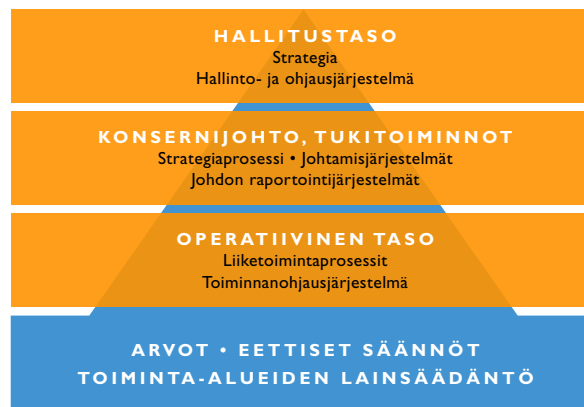 HALLITUSTASO
Strategia
Hallinto- ja ohjausjärjestelmä
KONSERNIJOHTO, TUKITOIMINNOT
Strategiaprosessi • Johtamisjärjestelmät
Johdon raportointijärjestelmät
OPERATIIVINEN TASO
Liiketoimintaprosessit
Toiminnanohjausjärjestelmä
ARVOT • EETTISET SÄÄNNÖT
TOIMINTA-ALUEIDEN LAINSÄÄDÄNTÖ